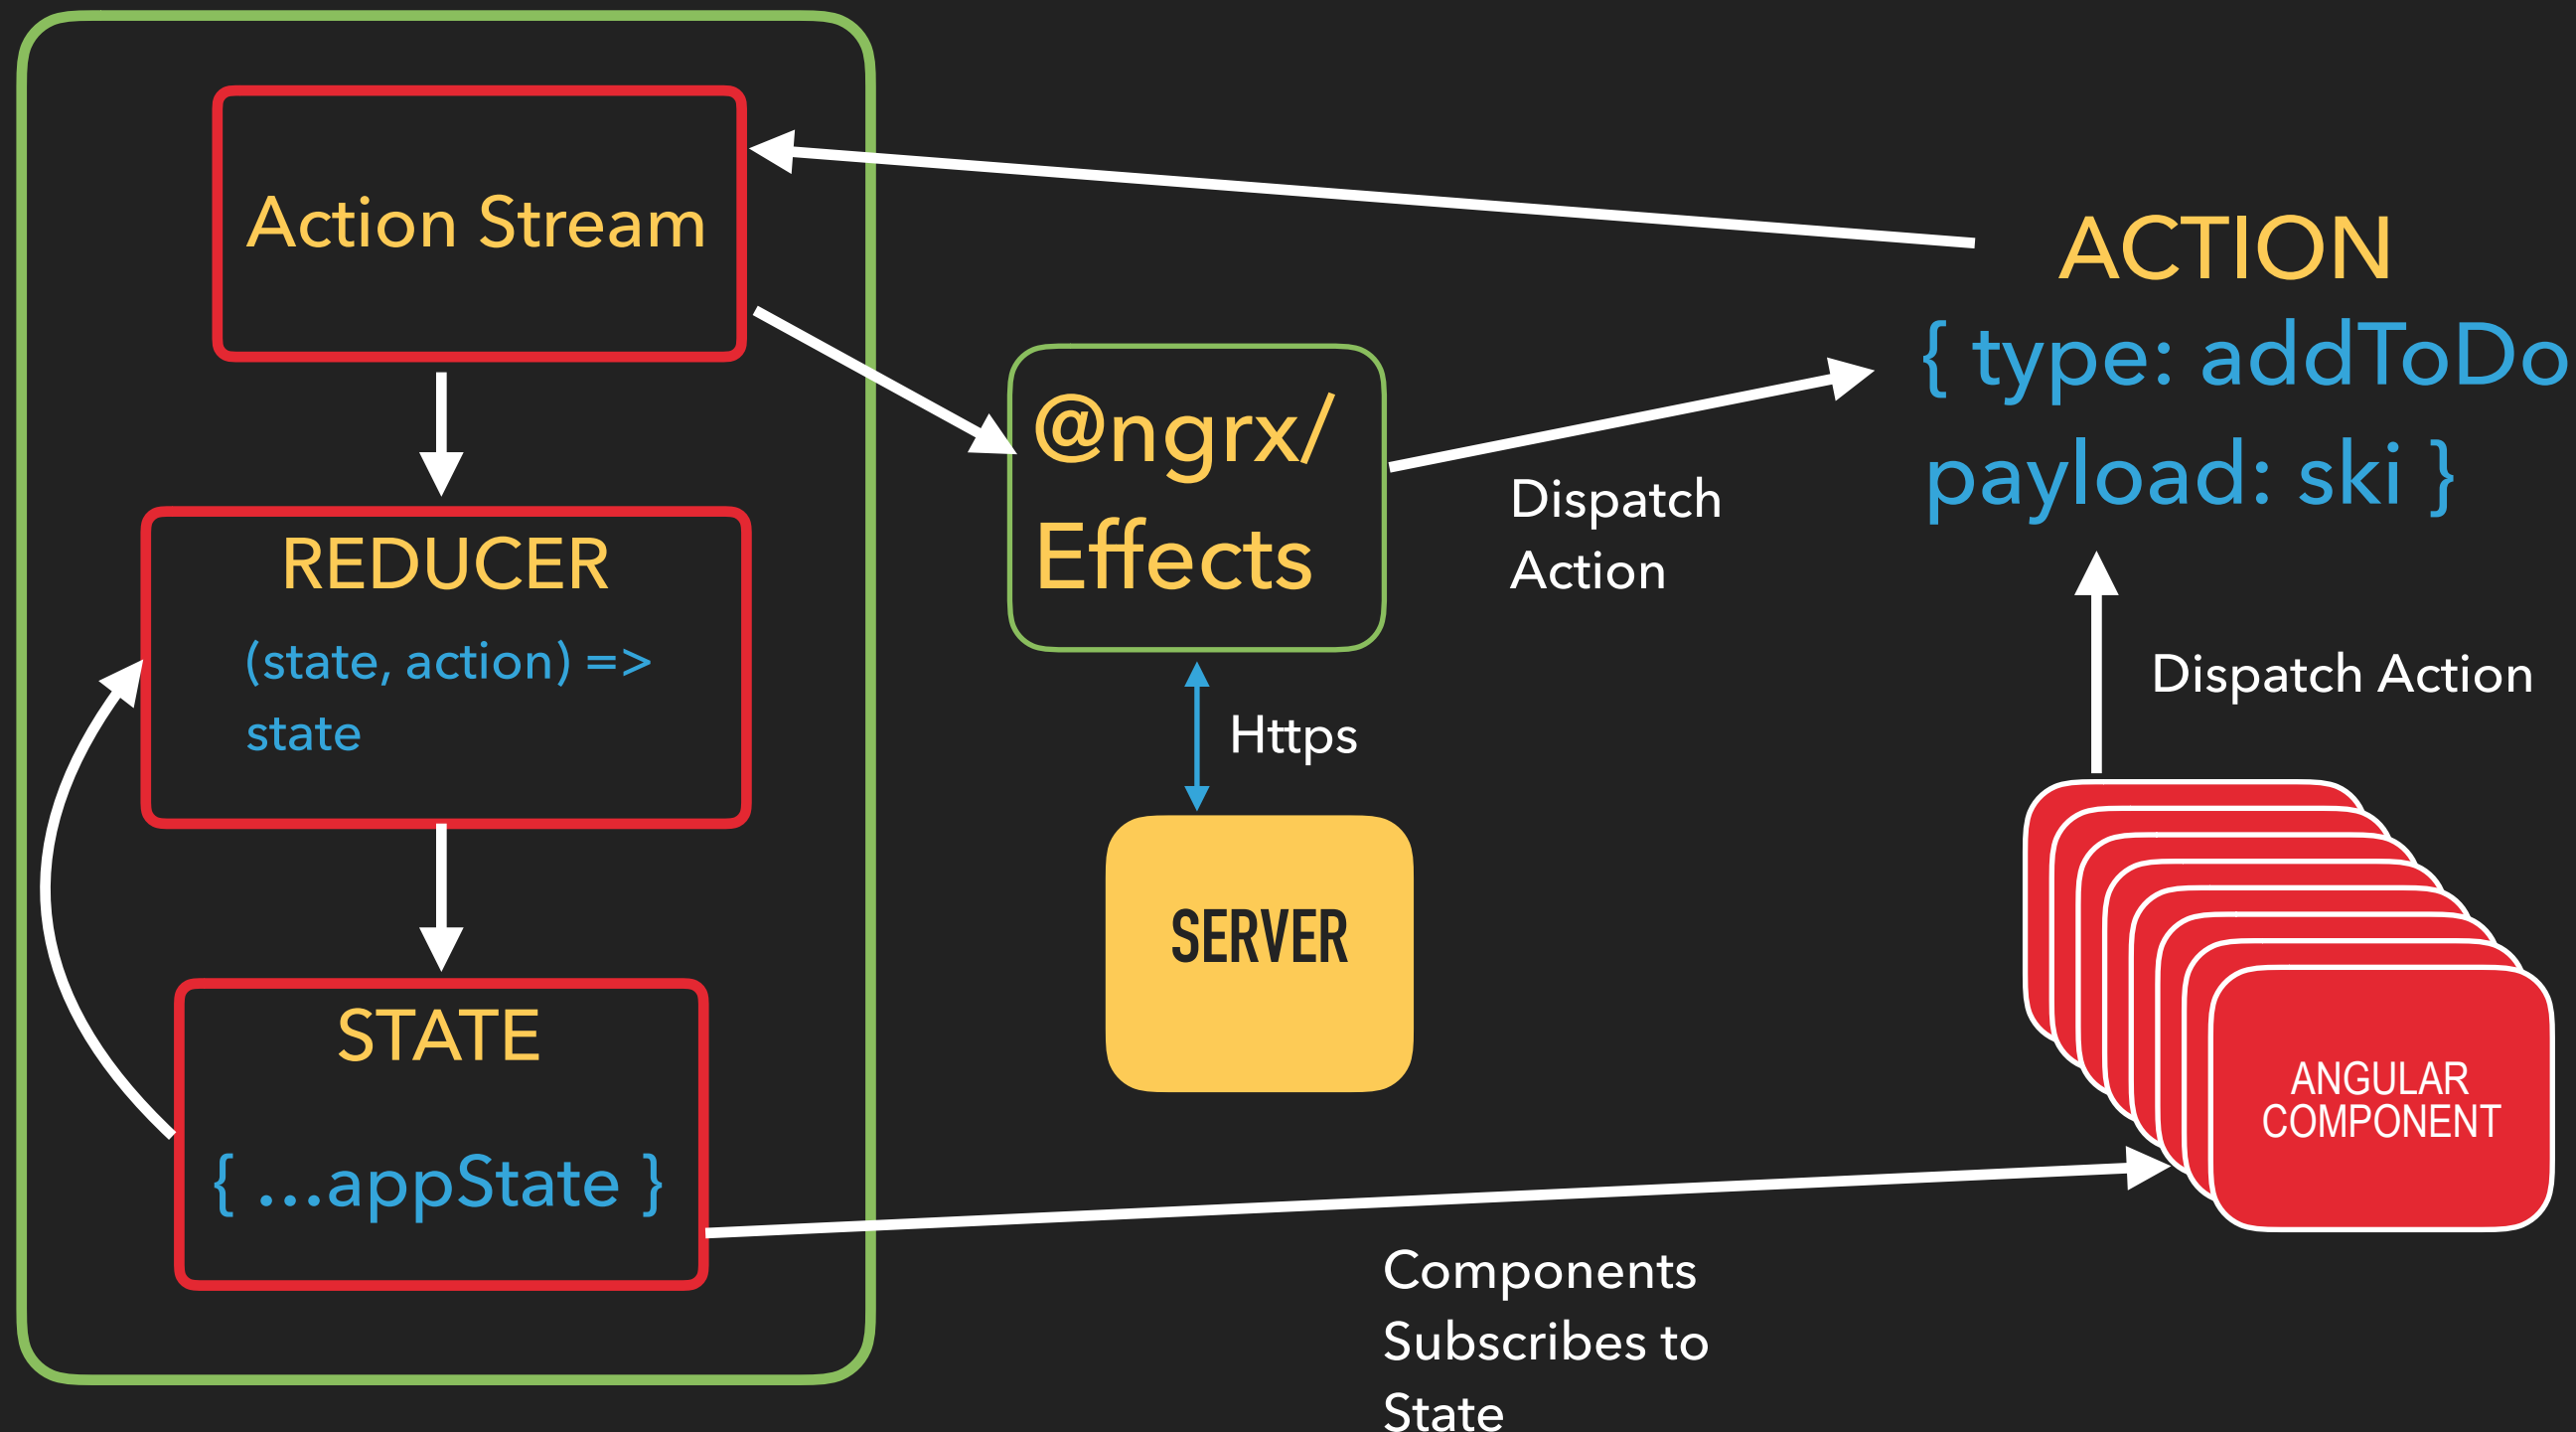 Action Stream
ACTION
{ type: addToDo
payload: ski }
@ngrx/
Effects
Dispatch
Action
REDUCER
(state, action) =>
state
Dispatch Action
Https
SERVER
STATE
{ ...appState }
ANGULAR
COMPONENT
Components
Subscribes to
State